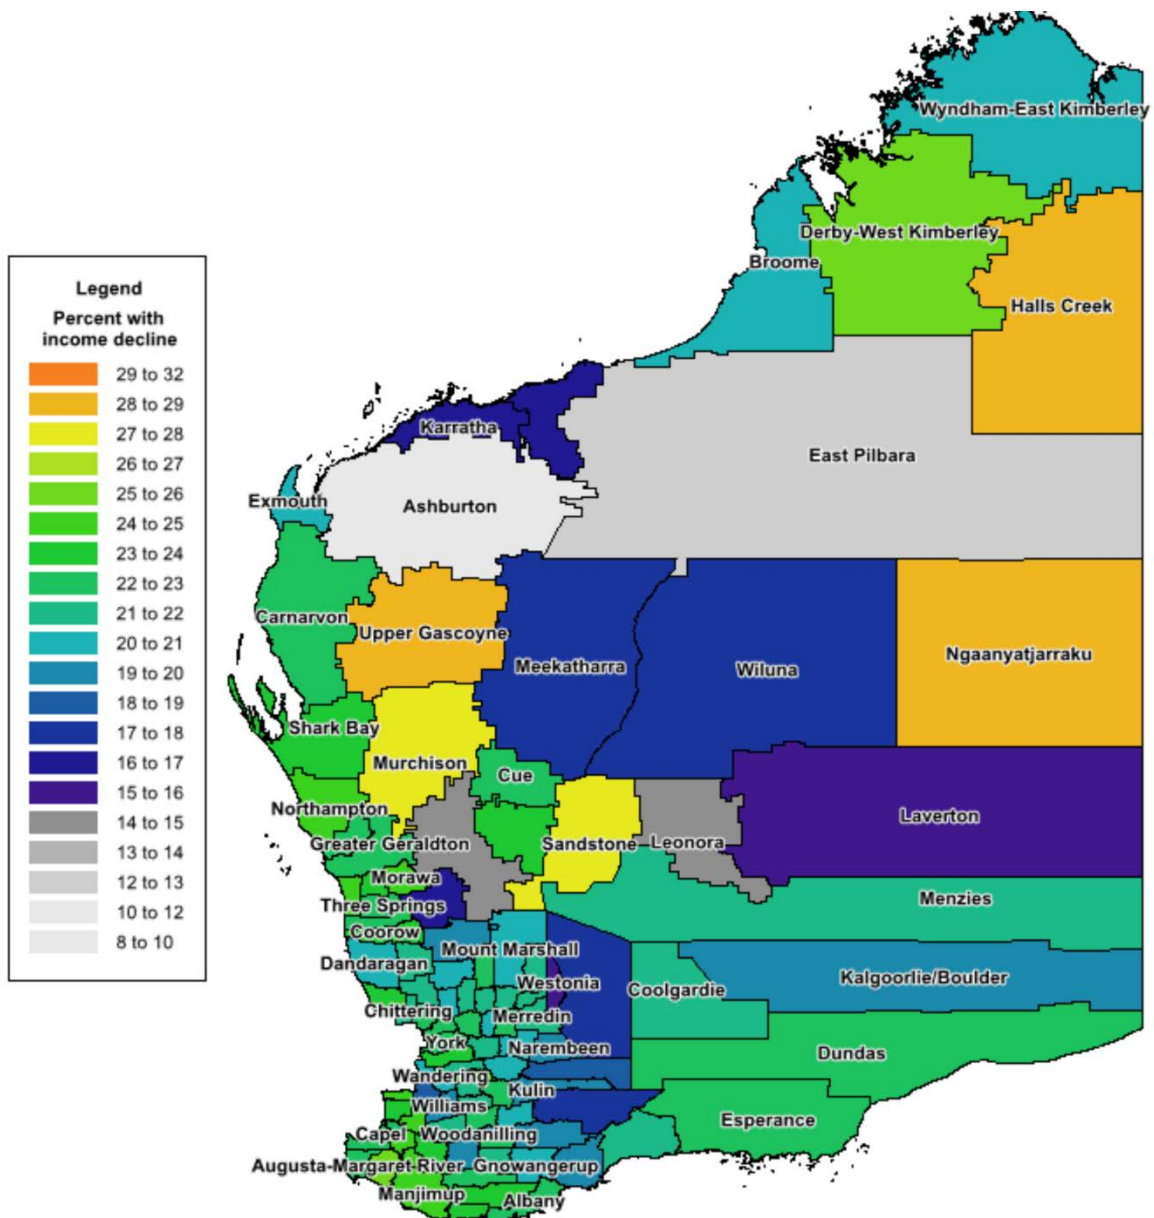 Wyndham-East Kimberley
Derby-West Kimberley
Broome
Halls Creek
Legend
Percent with
income decline
29 to 32
28 to 29
27 to 28
26 to 27
25 to 26
24 to 25
23 to 24
22 to 23
21 to 22
20 to 21
19 to 20
18 to 19
17 to 18
16 to 17
15 to 16
14 to 15
13 to 14
12 to 13
10 to 12
8 to 10
Karratha
East Pilbara
Exmouth
Ashburton
Carnarvon
Upper Gascoyne
Meekatharra
Wiluna
Ngaanyatjarraku
Shark Bay
Murchison
Cue
Northampton
Greater Geraldton
Sandstone
Leonora
Laverton
Morawa
Three Springs
Menzies
Coorow
Mount Marshall
Dandaragan
Westonia
Coolgardie
Kalgoorlie/Boulder
Chittering
Merredin
York
Narembeen
Dundas
Wandering
Kulin
Williams
Esperance
Capel
Woodanilling
Augusta-Margaret River
Gnowangerup
Manjimup
Albany